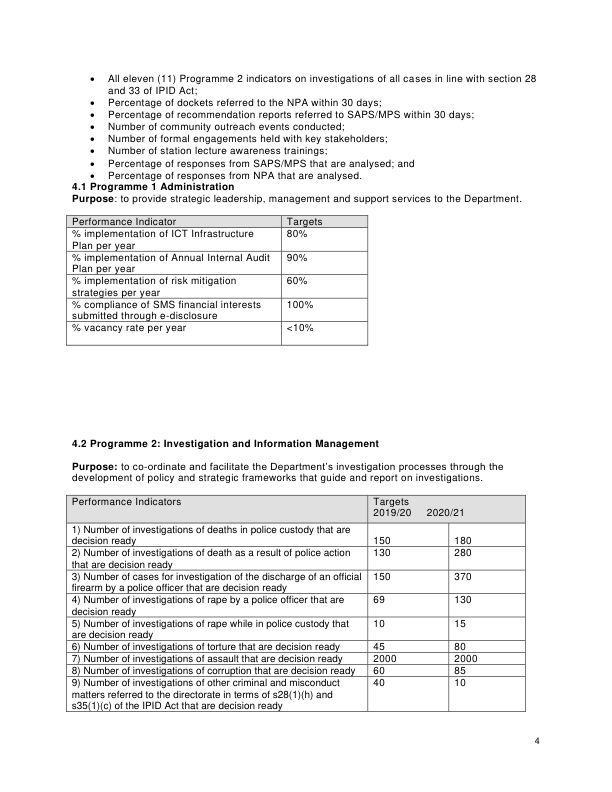 • All eleven (11) Programme 2 indicators on investigations of all cases in line with section 28
and 33 of IPID Act;
• Percentage of dockets referred to the NPA within 30 days;
• Percentage of recommendation reports referred to SAPS/MPS within 30 days;
• Number of community outreach events conducted;
• Number of formal engagements held with key stakeholders;
• Number of station lecture awareness trainings;
• Percentage of responses from SAPS/MPS that are analysed; and
• Percentage of responses from NPA that are analysed.
4.1 Programme 1 Administration
Purpose: to provide strategic leadership, management and support services to the Department.
Performance Indicator Targets
% implementation of ICT Infrastructure 80%
Plan per year
% implementation of Annual Internal Audit 90%
Plan per year
% implementation of risk mitigation 60%
strategies per year
% compliance of SMS financial interests 100%
submitted through e-disclosure
% vacancy rate per year <10%
4.2 Programme 2: Investigation and Information Management
Purpose: to co-ordinate and facilitate the Department's investigation processes through the
development of policy and strategic frameworks that guide and report on investigations.
Performance Indicators Targets
2019/20 2020/21
1) Number of investigations of deaths in police custody that are
decision ready 150 180
2) Number of investigations of death as a result of police action 130 280
that are decision ready
3) Number of cases for investigation of the discharge of an official 150 370
firearm by a police officer that are decision ready
4) Number of investigations of rape by a police officer that are 69 130
decision ready
5) Number of investigations of rape while in police custody that 10 15
are decision ready
6) Number of investigations of torture that are decision ready 45 80
7) Number of investigations of assault that are decision ready 2000 2000
8) Number of investigations of corruption that are decision ready 60 85
9) Number of investigations of other criminal and misconduct 40 10
matters referred to the directorate in terms of s28(1)(h) and
s35(1)(c) of the IPID Act that are decision ready
4